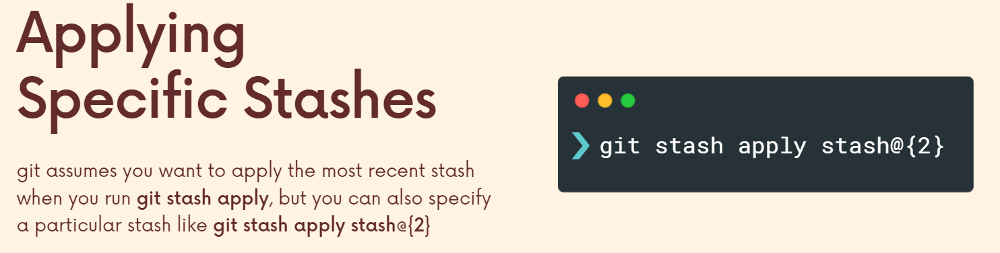 Applying
Specific Stashes
git assumes you want to apply the most recent stash
when you run git stash apply, but you can also specify
a particular stash like git stash apply stash@{2}
❯ git stash apply stash@{2}